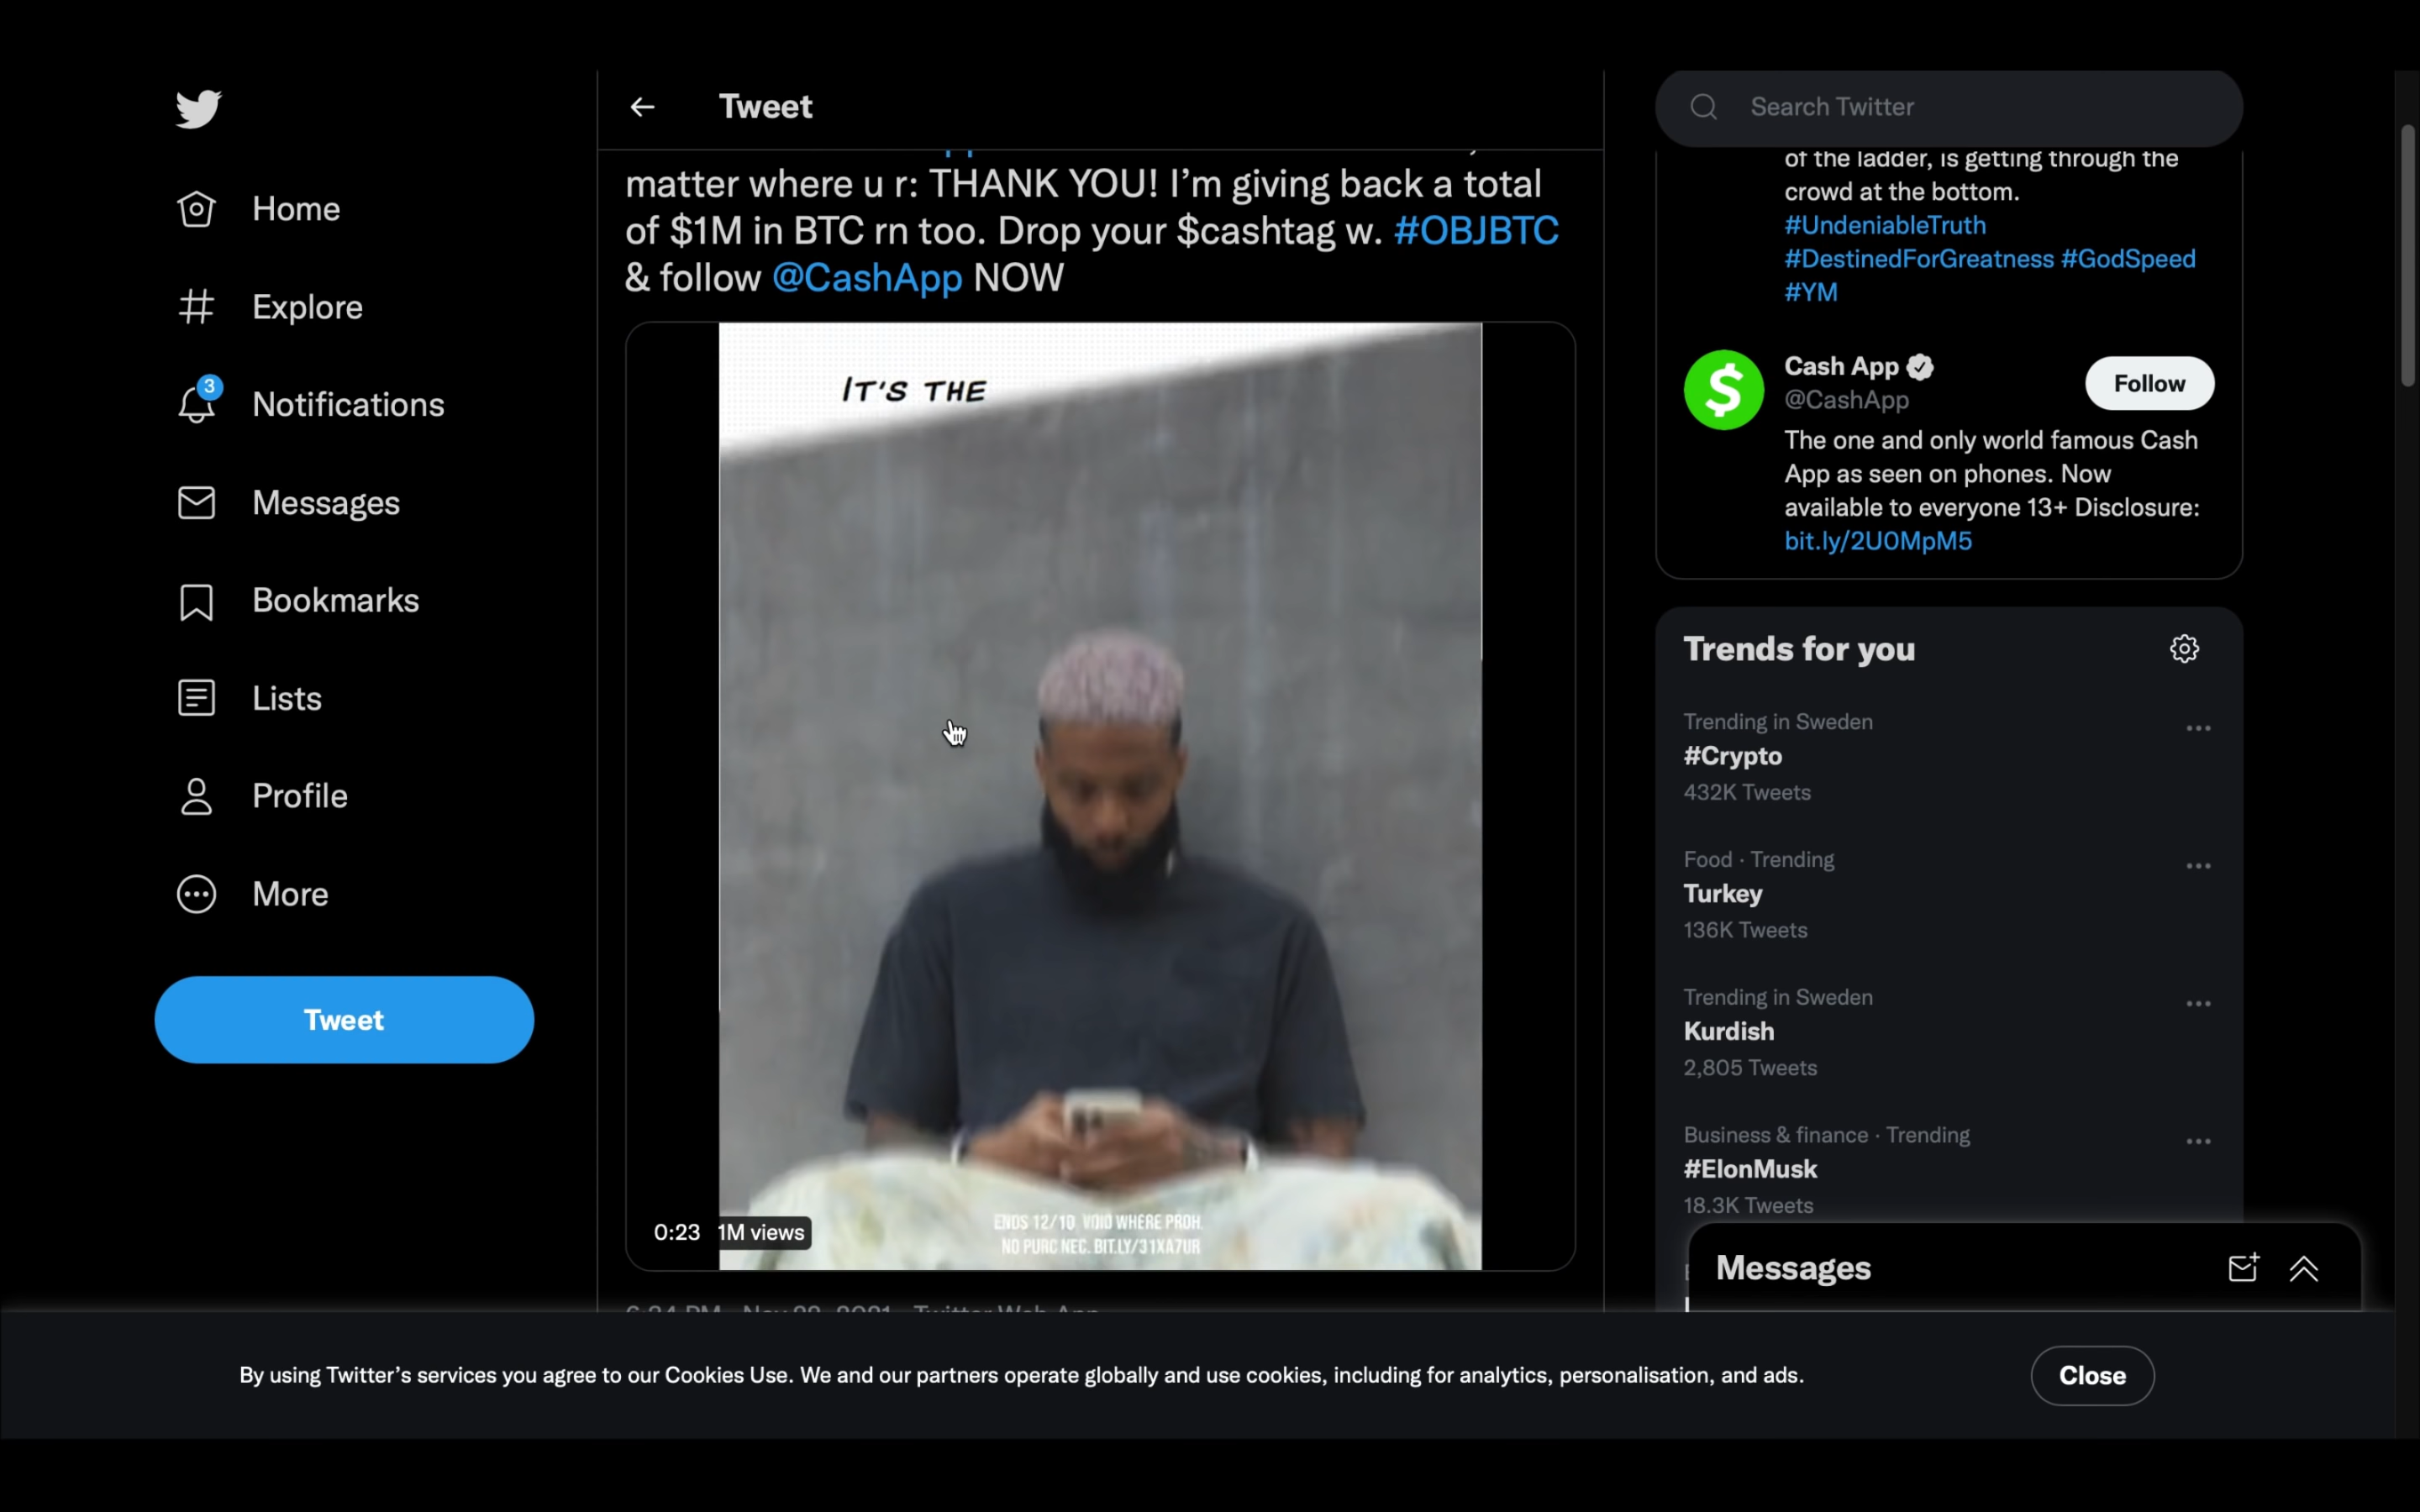 Home
Explore
3
Notifications
Messages
Bookmarks
Lists
Profile
More
Tweet
Tweet
matter where u r: THANK YOU! I’m giving back a total
of $1M in BTC rn too. Drop your $cashtag w. #OBJBTC
& follow @CashApp NOW
IT'S THE
0:23
1M views
ENDS 12/10. VOID WHERE PROH.
NO PURC NEC. BIT.LY/31XA7UR
Search Twitter
of the ladder, is getting through the
crowd at the bottom.
#UndeniableTruth
#DestinedForGreatness #GodSpeed
#YM
Cash App
@CashApp
Follow
The one and only world famous Cash
App as seen on phones. Now
available to everyone 13+ Disclosure:
bit.ly/2U0MpM5
Trends for you
Trending in Sweden
#Crypto
432K Tweets
Food · Trending
Turkey
136K Tweets
Trending in Sweden
Kurdish
2,805 Tweets
Business & finance · Trending
#ElonMusk
18.3K Tweets
Messages
By using Twitter’s services you agree to our Cookies Use. We and our partners operate globally and use cookies, including for analytics, personalisation, and ads.
Close